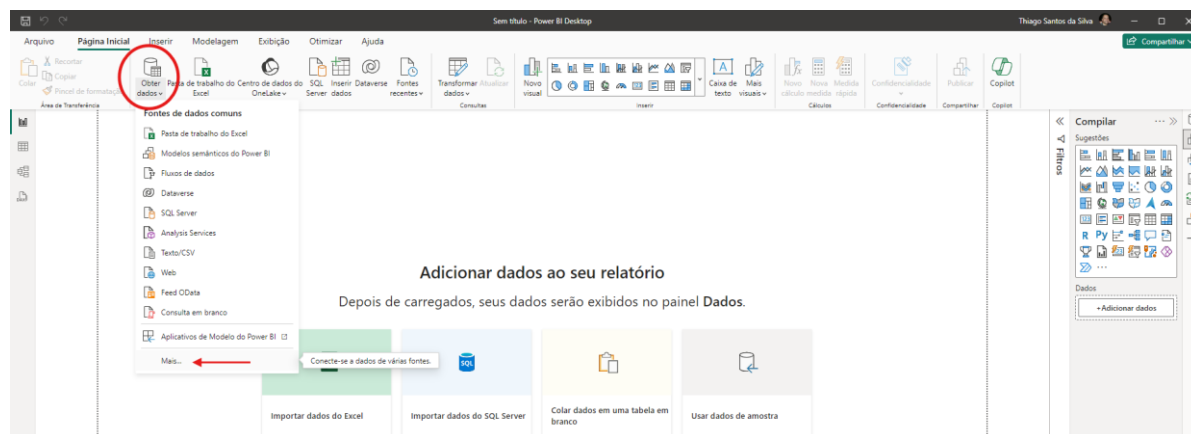 Sem título - Power BI Desktop
Thiago Santos da Silva
Arquivo Página Inicial Inserir Modelagem Exibição Otimizar Ajuda
Compartilhar
Colar
Recortar
Copiar
Pincel de formatação
Área de Transferência
Obter dados
Pasta de trabalho do Excel
Centro de dados do OneLake
SQL Server
Inserir dados
Dataverse
Fontes recentes
Transformar dados
Atualizar
Consultas
Novo visual
Caixa de texto
Mais visuais
Inserir
Novo cálculo
Nova medida
Medida rápida
Cálculos
Confidencialidade
Confidencialidade
Publicar
Compartilhar
Copilot
Copilot
Fontes de dados comuns
Pasta de trabalho do Excel
Modelos semânticos do Power BI
Fluxos de dados
Dataverse
SQL Server
Analysis Services
Texto/CSV
Web
Feed OData
Consulta em branco
Aplicativos de Modelo do Power BI
Mais...
Conecte-se a dados de várias fontes.
Adicionar dados ao seu relatório
Depois de carregados, seus dados serão exibidos no painel Dados.
SQL
Importar dados do Excel
Importar dados do SQL Server
Colar dados em uma tabela em branco
Usar dados de amostra
Filtros
Compilar
Sugestões
R Py
Dados
+Adicionar dados